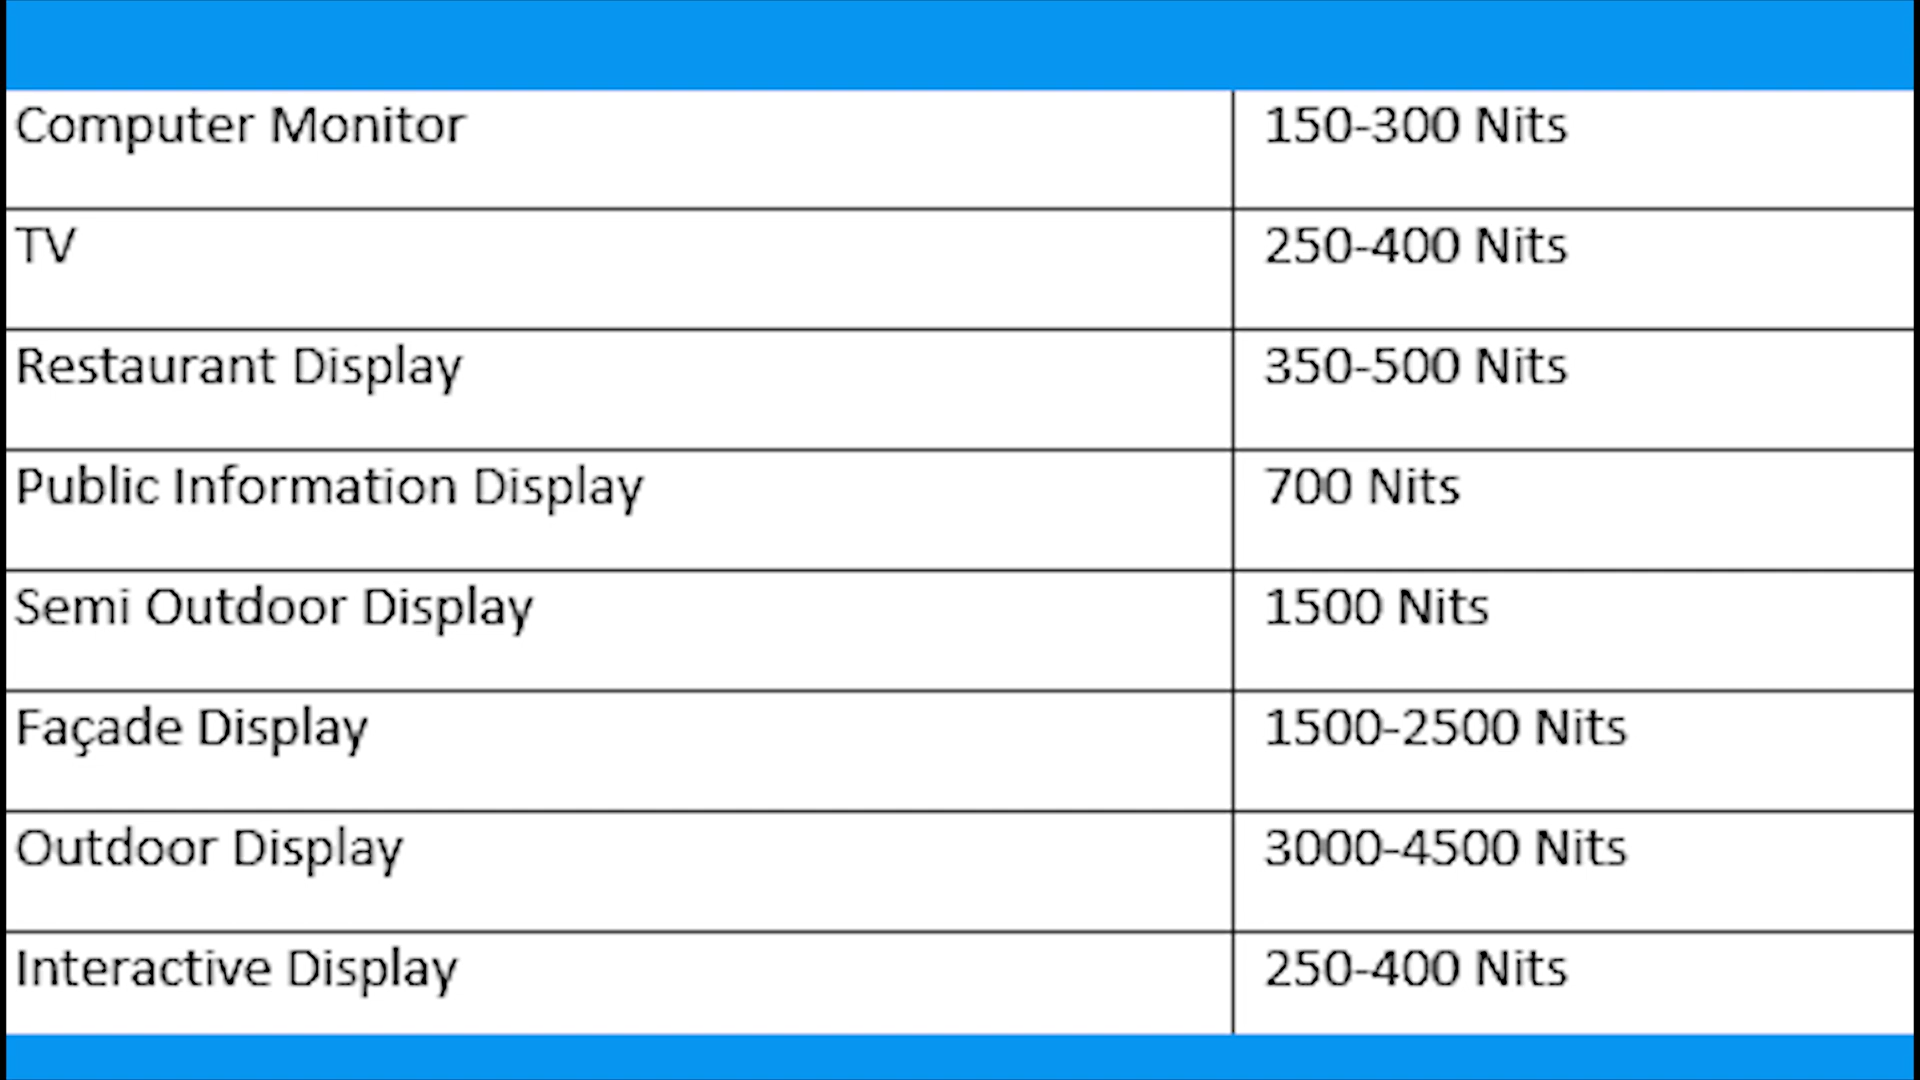 Computer Monitor 150-300 Nits
TV 250-400 Nits
Restaurant Display 350-500 Nits
Public Information Display 700 Nits
Semi Outdoor Display 1500 Nits
Façade Display 1500-2500 Nits
Outdoor Display 3000-4500 Nits
Interactive Display 250-400 Nits